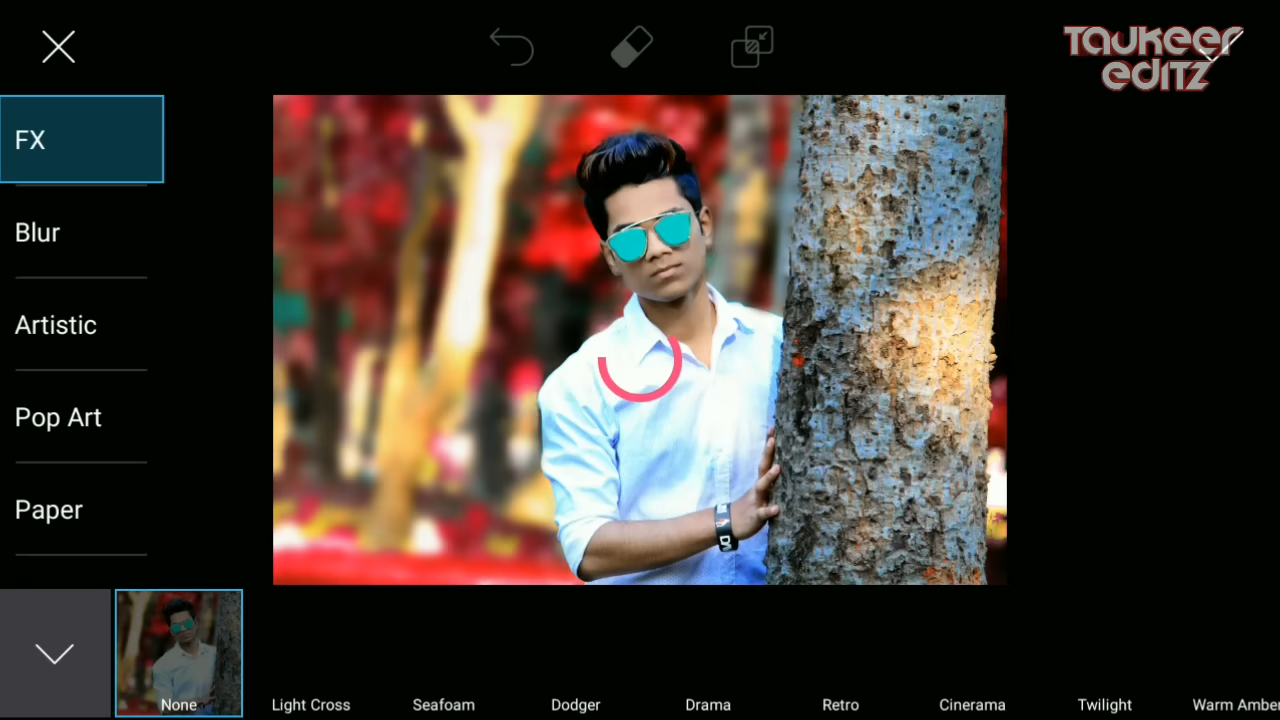 TAUKEER
EDITZ
FX
Blur
Artistic
Pop Art
Paper
None
Light Cross
Seafoam
Dodger
Drama
Retro
Cinerama
Twilight
Warm Amber